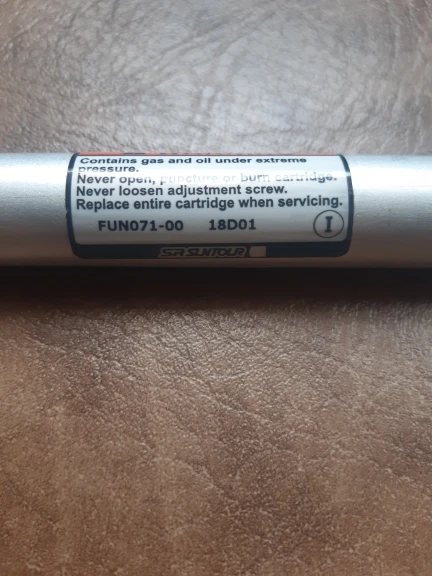 Contains gas and oil under extreme
pressure.
Never open, puncture or burn cartridge.
Never loosen adjustment screw.
Replace entire cartridge when servicing.
FUN071-00 18D01 I
SR SUNTOUR